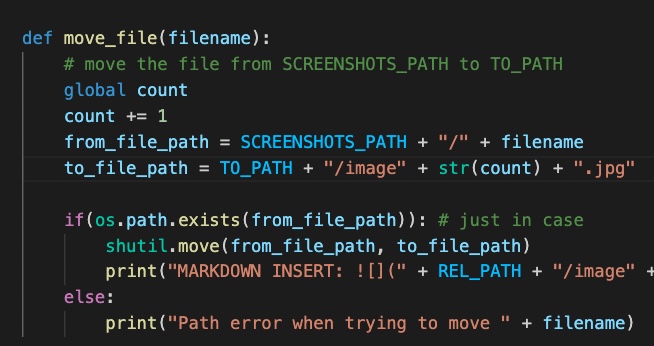 def move_file(filename):
    # move the file from SCREENSHOTS_PATH to TO_PATH
    global count
    count += 1
    from_file_path = SCREENSHOTS_PATH + "/" + filename
    to_file_path = TO_PATH + "/image" + str(count) + ".jpg"
    if(os.path.exists(from_file_path)): # just in case
        shutil.move(from_file_path, to_file_path)
        print("MARKDOWN INSERT: ![](" + REL_PATH + "/image" +
    else:
        print("Path error when trying to move " + filename)